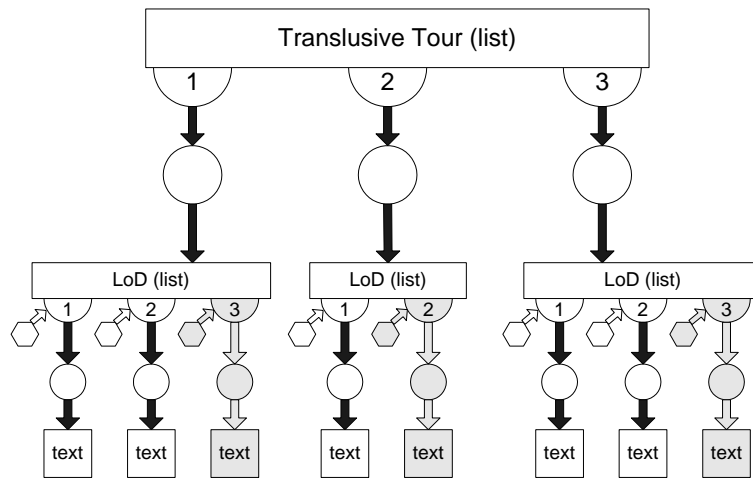 Translusive Tour (list)
1 2 3
LoD (list) LoD (list) LoD (list)
1 2 3 1 2 1 2 3
text text text text text text text text